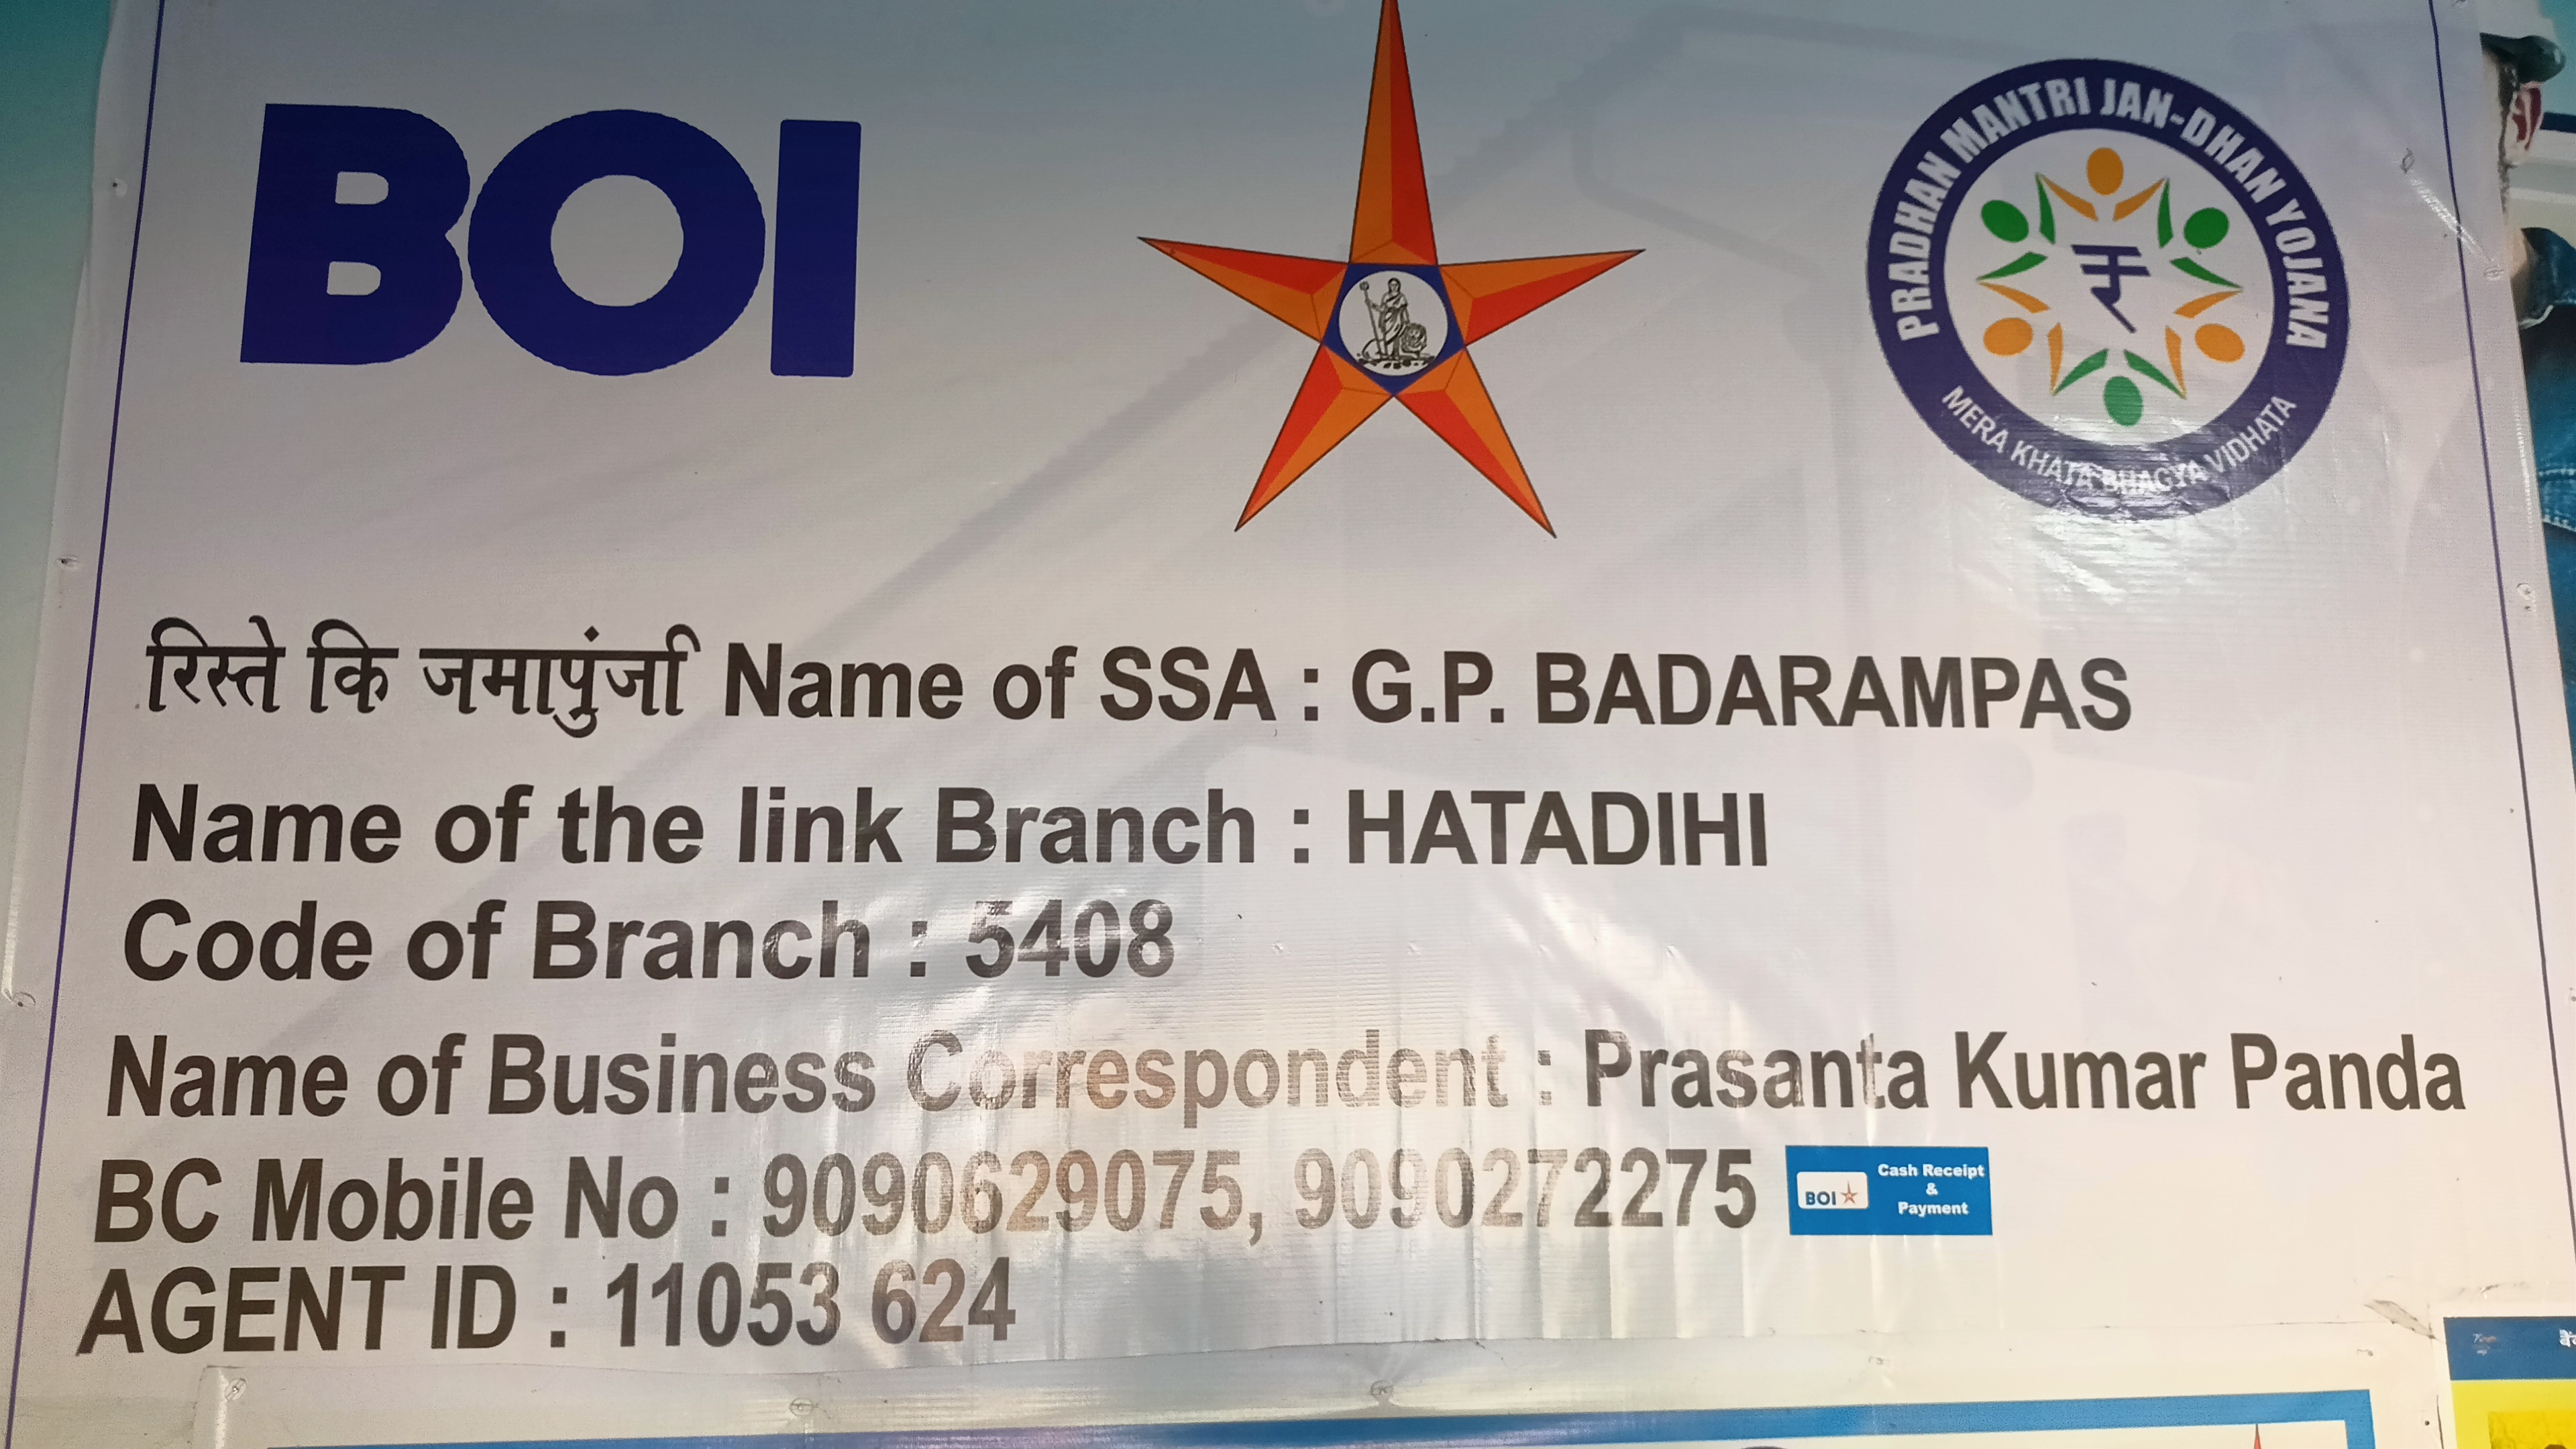 BOI
PRADHAN MANTRI JAN-DHAN YOJANA
MERA KHATA BHAGYA VIDHATA
रिस्ते कि जमापुंर्जा Name of SSA : G.P. BADARAMPAS
Name of the link Branch : HATADIHI
Code of Branch : 5408
Name of Business Correspondent : Prasanta Kumar Panda
BC Mobile No : 9090629075, 9090272275
BOI
Cash Receipt
&
Payment
AGENT ID : 11053 624